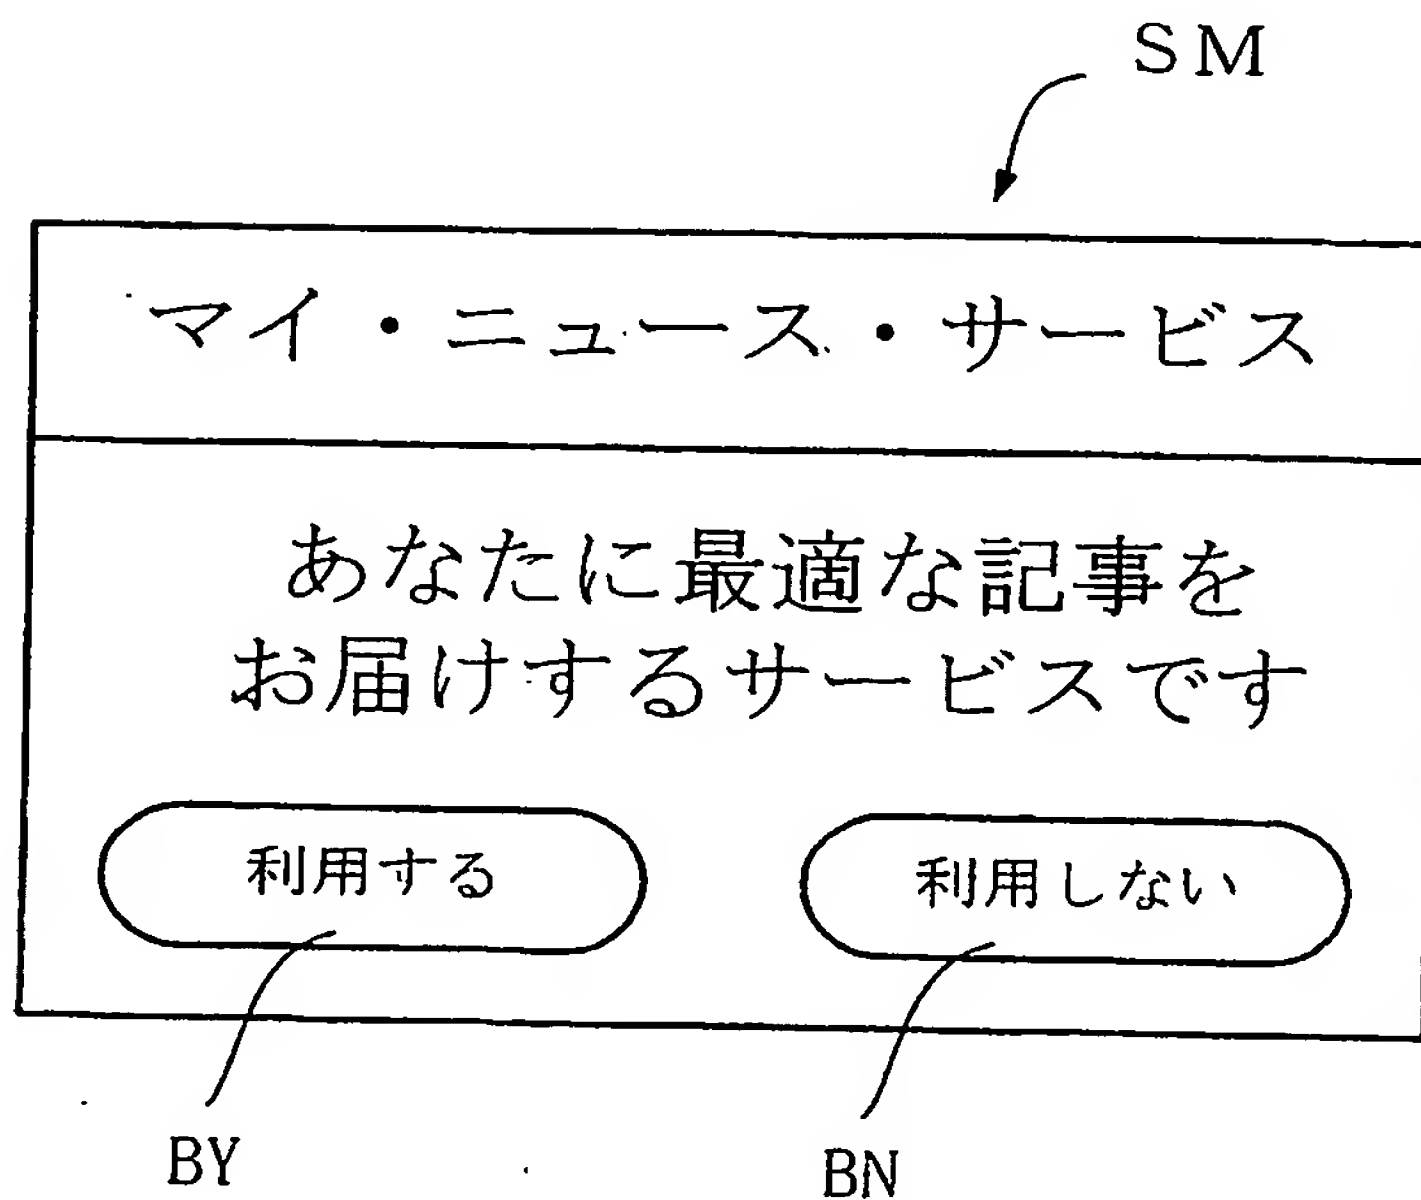 SM
マイ・ニュース・サービス
あなたに最適な記事を
お届けするサービスです
利用する
利用しない
BY
BN